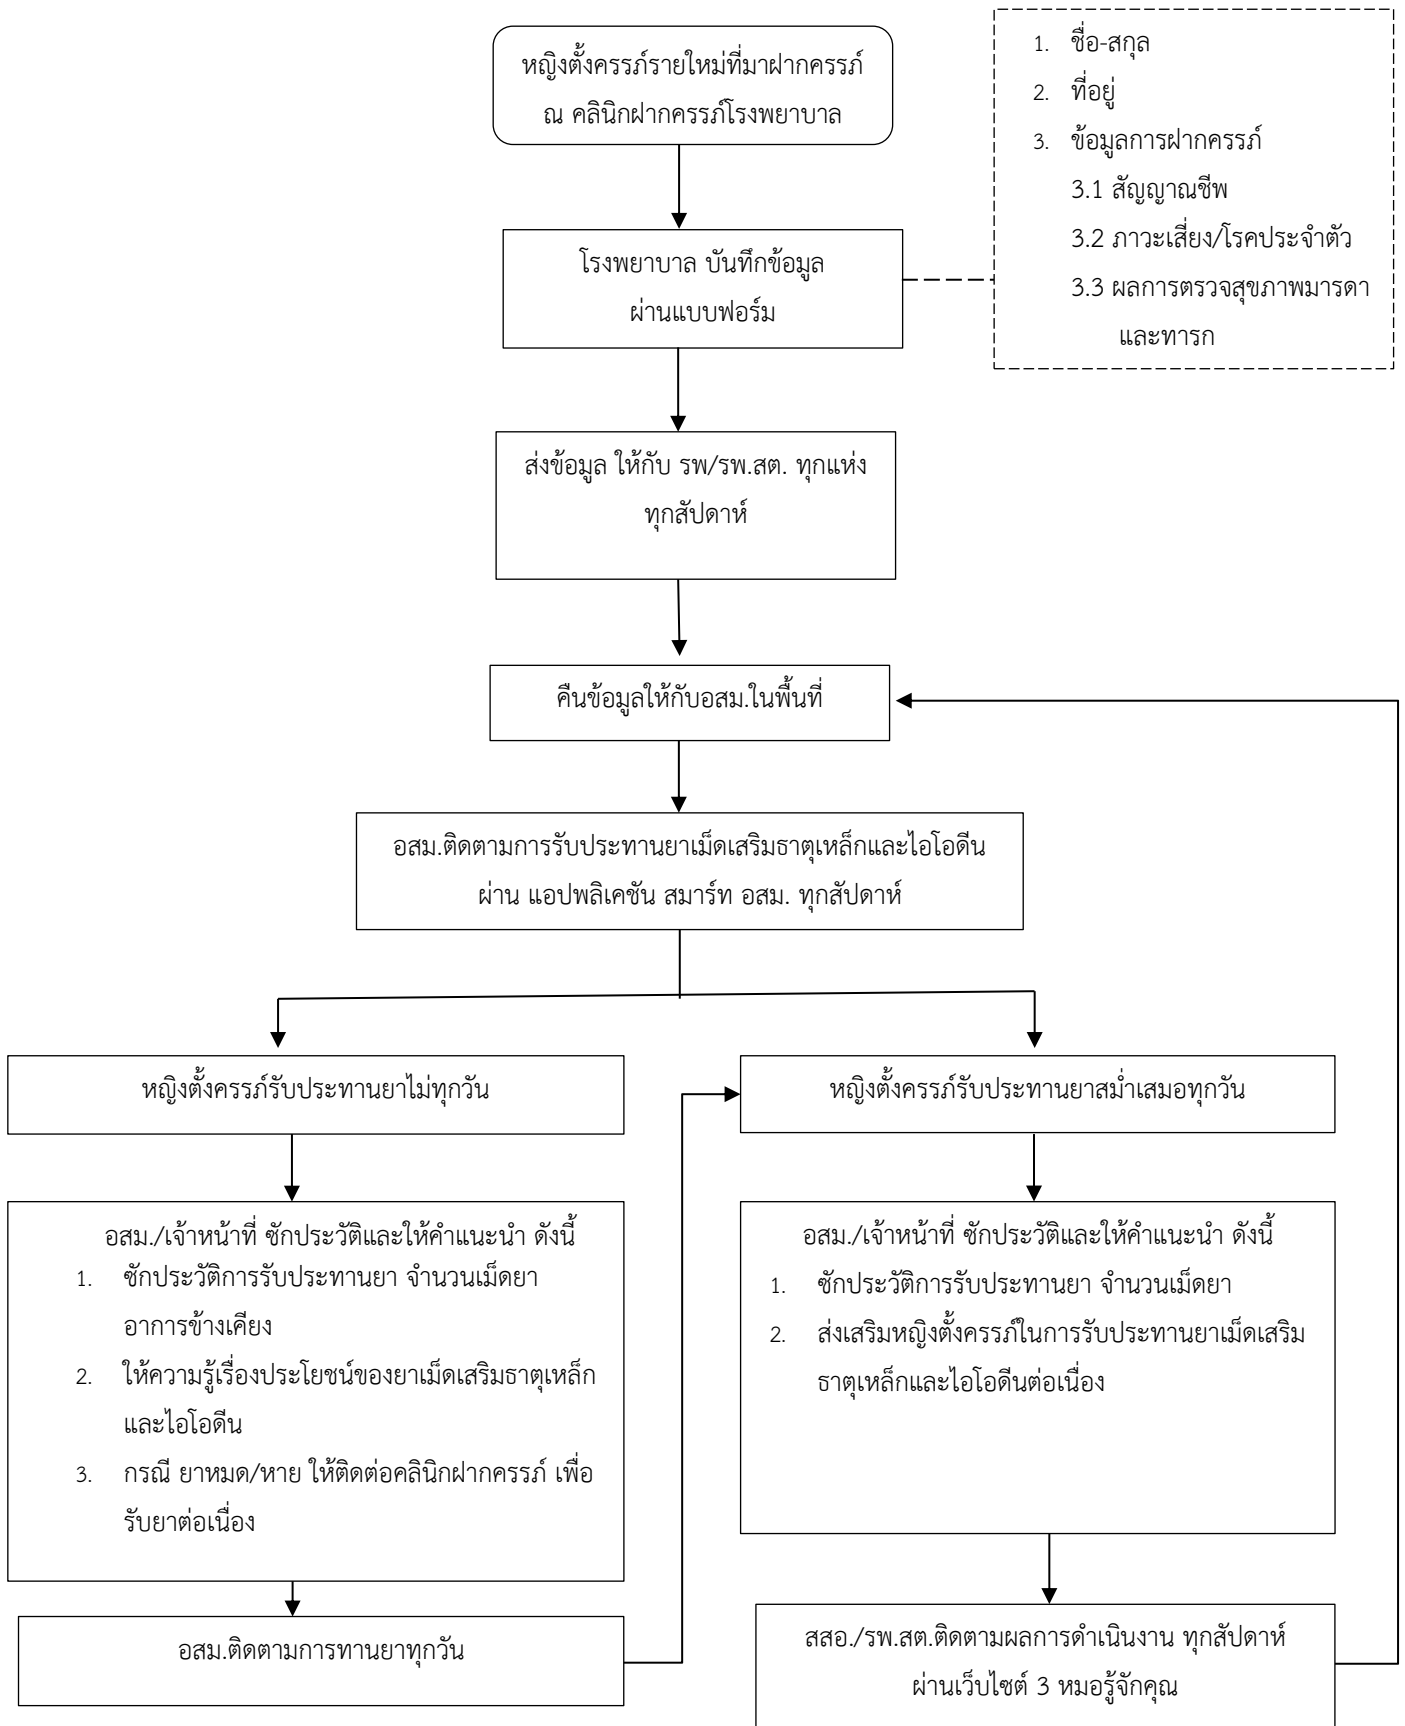 หญิงตั้งครรภ์รายใหม่ที่มาฝากครรภ์
ณ คลินิกฝากครรภ์โรงพยาบาล
1. ชื่อ-สกุล
2. ที่อยู่
3. ข้อมูลการฝากครรภ์
3.1 สัญญาณชีพ
3.2 ภาวะเสี่ยง/โรคประจำตัว
3.3 ผลการตรวจสุขภาพมารดา
และทารก
โรงพยาบาล บันทึกข้อมูล
ผ่านแบบฟอร์ม
ส่งข้อมูล ให้กับ รพ/รพ.สต. ทุกแห่ง
ทุกสัปดาห์
คืนข้อมูลให้กับอสม.ในพื้นที่
อสม.ติดตามการรับประทานยาเม็ดเสริมธาตุเหล็กและไอโอดีน
ผ่าน แอปพลิเคชัน สมาร์ท อสม. ทุกสัปดาห์
หญิงตั้งครรภ์รับประทานยาไม่ทุกวัน
อสม./เจ้าหน้าที่ ซักประวัติและให้คำแนะนำ ดังนี้
1. ซักประวัติการรับประทานยา จำนวนเม็ดยา
อาการข้างเคียง
2. ให้ความรู้เรื่องประโยชน์ของยาเม็ดเสริมธาตุเหล็ก
และไอโอดีน
3. กรณี ยาหมด/หาย ให้ติดต่อคลินิกฝากครรภ์ เพื่อ
รับยาต่อเนื่อง
อสม.ติดตามการทานยาทุกวัน
หญิงตั้งครรภ์รับประทานยาสม่ำเสมอทุกวัน
อสม./เจ้าหน้าที่ ซักประวัติและให้คำแนะนำ ดังนี้
1. ซักประวัติการรับประทานยา จำนวนเม็ดยา
2. ส่งเสริมหญิงตั้งครรภ์ในการรับประทานยาเม็ดเสริม
ธาตุเหล็กและไอโอดีนต่อเนื่อง
สสอ./รพ.สต.ติดตามผลการดำเนินงาน ทุกสัปดาห์
ผ่านเว็บไซต์ 3 หมอรู้จักคุณ